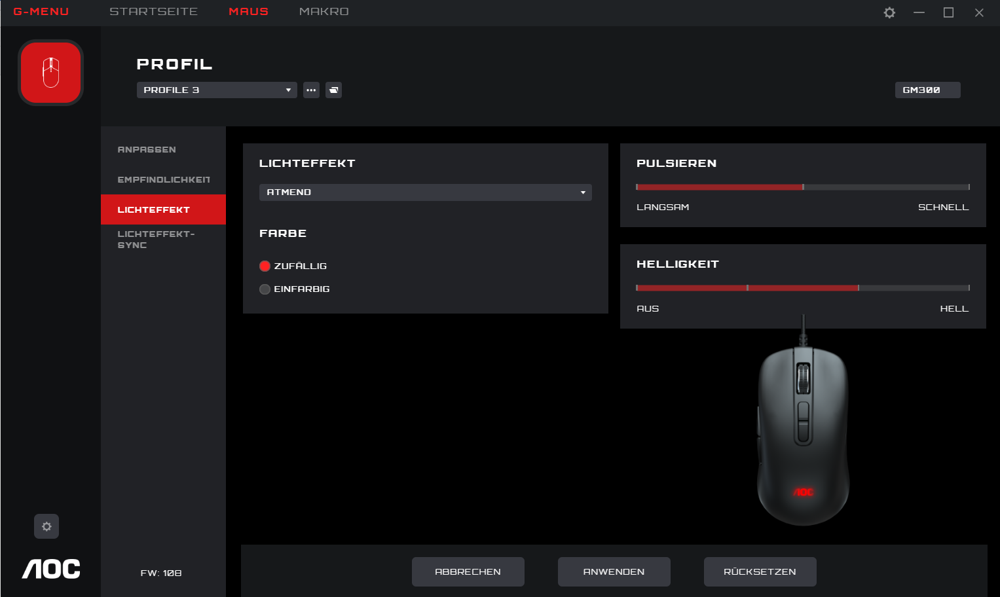 G-MENU
STARTSEITE
MAUS
MAKRO
PROFIL
PROFILE 3
GM300
ANPASSEN
EMPFINDLICHKEIT
LICHTEFFEKT
LICHTEFFEKT-
SYNC
LICHTEFFEKT
ATMEND
FARBE
ZUFÄLLIG
EINFARBIG
PULSIEREN
LANGSAM
SCHNELL
HELLIGKEIT
AUS
HELL
AOC
AOC
FW: 108
ABBRECHEN
ANWENDEN
RÜCKSETZEN